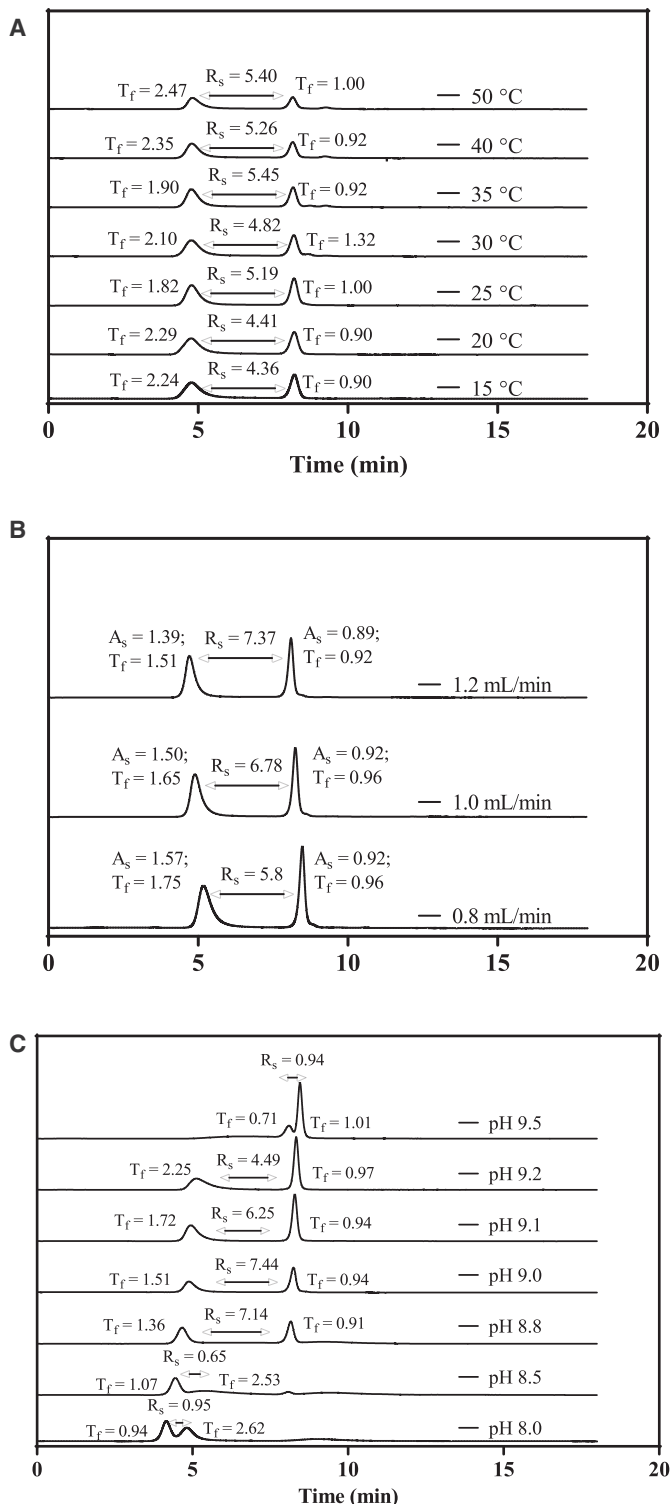 A
Tf = 2.47 Rs = 5.40 Tf = 1.00 50 °C
Tf = 2.35 Rs = 5.26 Tf = 0.92 40 °C
Tf = 1.90 Rs = 5.45 Tf = 0.92 35 °C
Tf = 2.10 Rs = 4.82 Tf = 1.32 30 °C
Tf = 1.82 Rs = 5.19 Tf = 1.00 25 °C
Tf = 2.29 Rs = 4.41 Tf = 0.90 20 °C
Tf = 2.24 Rs = 4.36 Tf = 0.90 15 °C
0 5 10 15 20
Time (min)
B
As = 1.39; Rs = 7.37 As = 0.89;
Tf = 1.51 Tf = 0.92
1.2 mL/min
As = 1.50; Rs = 6.78 As = 0.92;
Tf = 1.65 Tf = 0.96
1.0 mL/min
As = 1.57; Rs = 5.8 As = 0.92;
Tf = 1.75 Tf = 0.96
0.8 mL/min
0 5 10 15 20
C
Rs = 0.94
Tf = 0.71 Tf = 1.01 pH 9.5
Tf = 2.25 Rs = 4.49 Tf = 0.97 pH 9.2
Tf = 1.72 Rs = 6.25 Tf = 0.94 pH 9.1
Tf = 1.51 Rs = 7.44 Tf = 0.94 pH 9.0
Tf = 1.36 Rs = 7.14 Tf = 0.91 pH 8.8
Rs = 0.65
Tf = 1.07 Tf = 2.53 pH 8.5
Rs = 0.95
Tf = 0.94 Tf = 2.62 pH 8.0
0 5 10 15 20
Time (min)